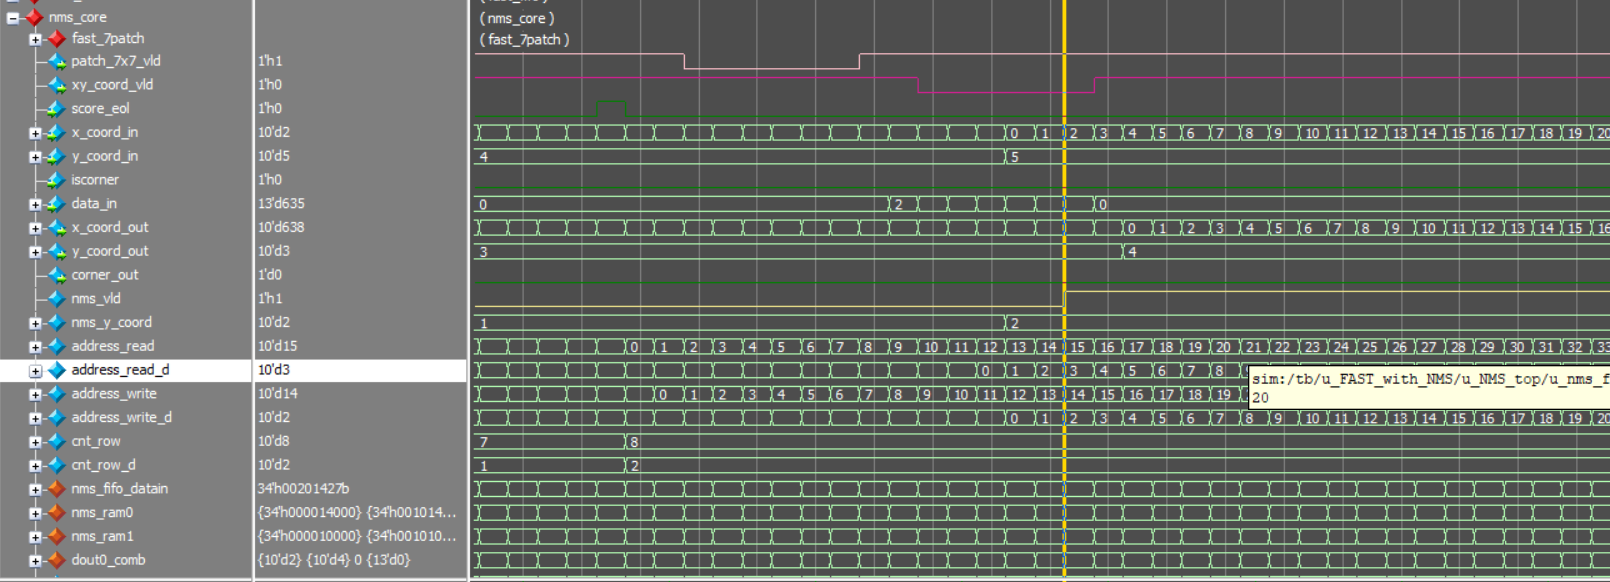 nms_core ( nms_core )
fast_7patch ( fast_7patch )
patch_7x7_vld 1'h1
xy_coord_vld 1'h0
score_eol 1'h0
x_coord_in 10'd2 0 1 2 3 4 5 6 7 8 9 10 11 12 13 14 15 16 17 18 19 20
y_coord_in 10'd5 4 5
iscorner 1'h0
data_in 13'd635 0 2 0
x_coord_out 10'd638 0 1 2 3 4 5 6 7 8 9 10 11 12 13 14 15 16
y_coord_out 10'd3 3 4
corner_out 1'd0
nms_vld 1'h1
nms_y_coord 10'd2 1 2
address_read 10'd15 0 1 2 3 4 5 6 7 8 9 10 11 12 13 14 15 16 17 18 19 20 21 22 23 24 25 26 27 28 29 30 31 32 33
address_read_d 10'd3 0 1 2 3 4 5 6 7 8
sim:/tb/u_FAST_with_NMS/u_NMS_top/u_nms_f
20
address_write 10'd14 0 1 2 3 4 5 6 7 8 9 10 11 12 13 14 15 16 17 18 19
address_write_d 10'd2 0 1 2 3 4 5 6 7 8 9 10 11 12 13 14 15 16 17 18 19 20
cnt_row 10'd8 7 8
cnt_row_d 10'd2 1 2
nms_fifo_datain 34'h00201427b
nms_ram0 {34'h000014000} {34'h001014...
nms_ram1 {34'h000010000} {34'h001010...
dout0_comb {10'd2} {10'd4} 0 {13'd0}